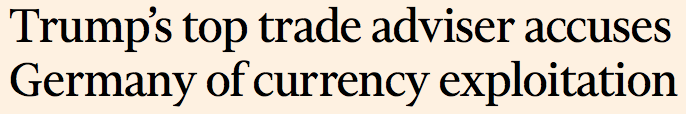 Trump’s top trade adviser accuses
Germany of currency exploitation